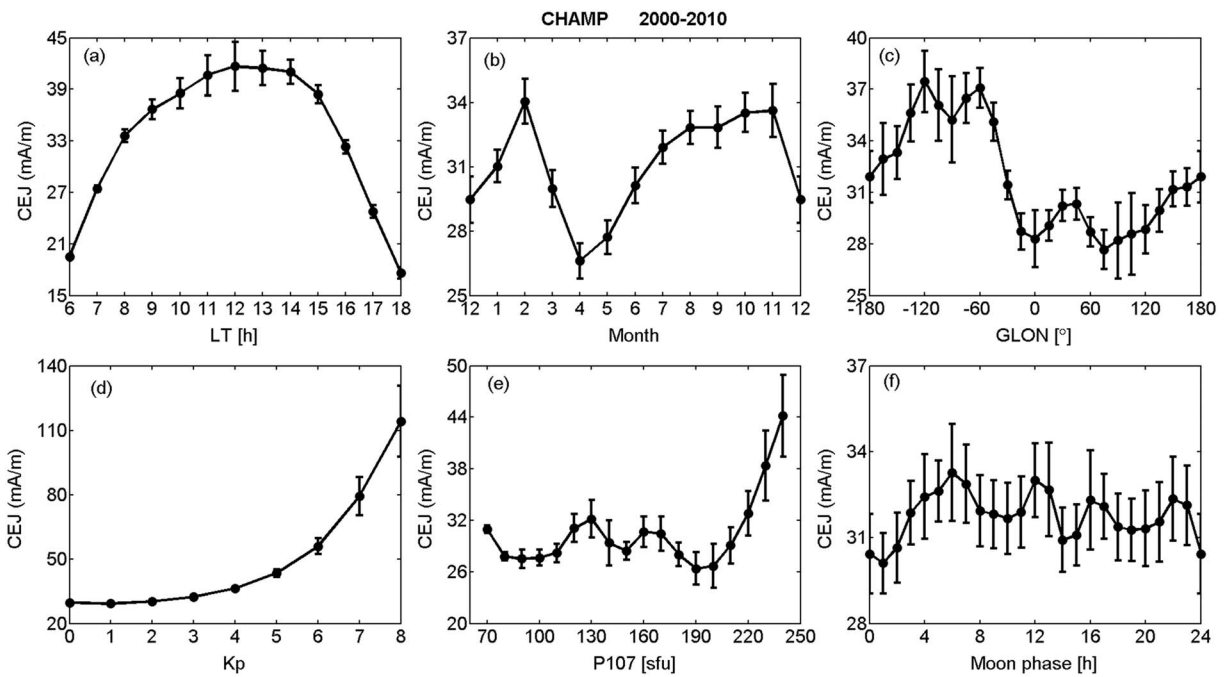 CHAMP 2000-2010
(a)
CEJ (mA/m)
45
39
33
27
21
15
6 7 8 9 10 11 12 13 14 15 16 17 18
LT [h]
(b)
CEJ (mA/m)
37
34
31
28
25
12 1 2 3 4 5 6 7 8 9 10 11 12
Month
(c)
CEJ (mA/m)
40
37
34
31
28
25
-180 -120 -60 0 60 120 180
GLON [°]
(d)
CEJ (mA/m)
140
110
80
50
20
0 1 2 3 4 5 6 7 8
Kp
(e)
CEJ (mA/m)
50
44
38
32
26
20
70 100 130 160 190 220 250
P107 [sfu]
(f)
CEJ (mA/m)
37
34
33
31
30
28
0 4 8 12 16 20 24
Moon phase [h]